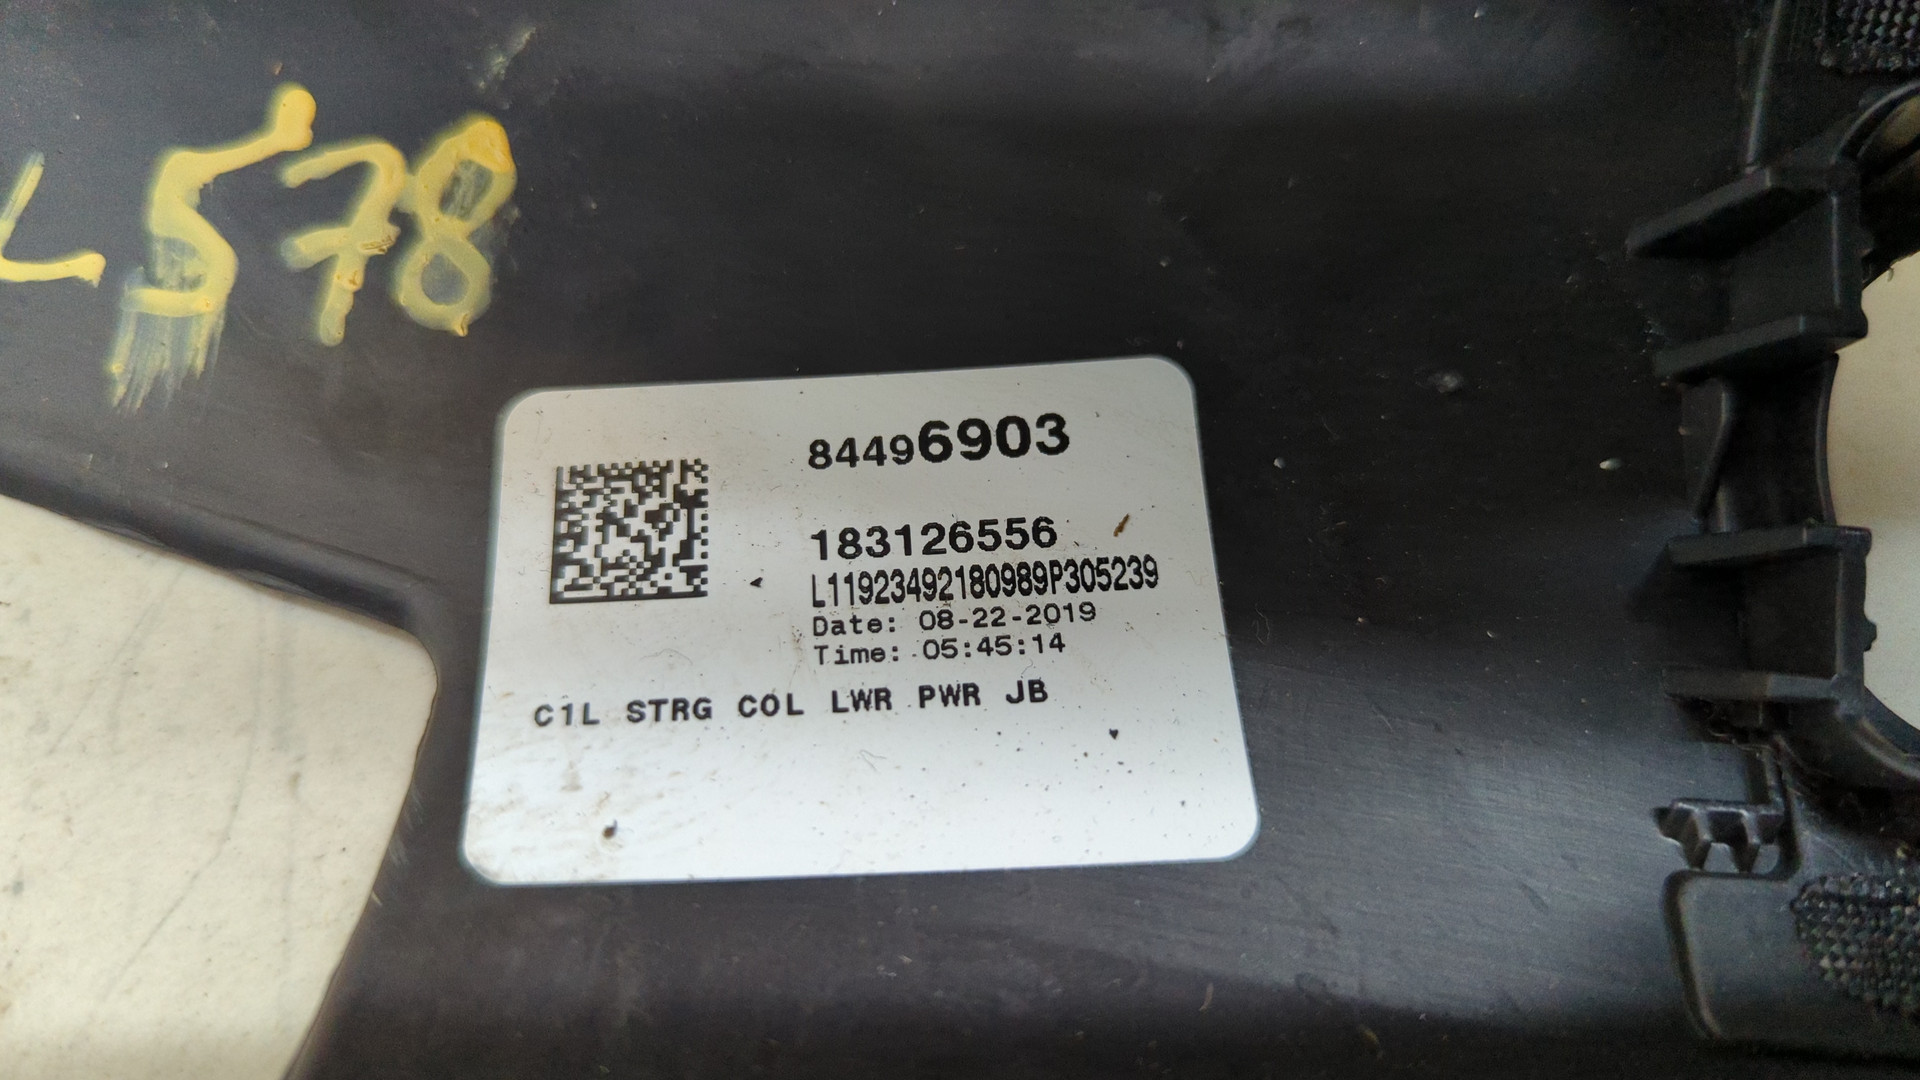 L578
84496903
183126556
L11923492180989P305239
Date: 08-22-2019
Time: 05:45:14
C1L STRG COL LWR PWR JB